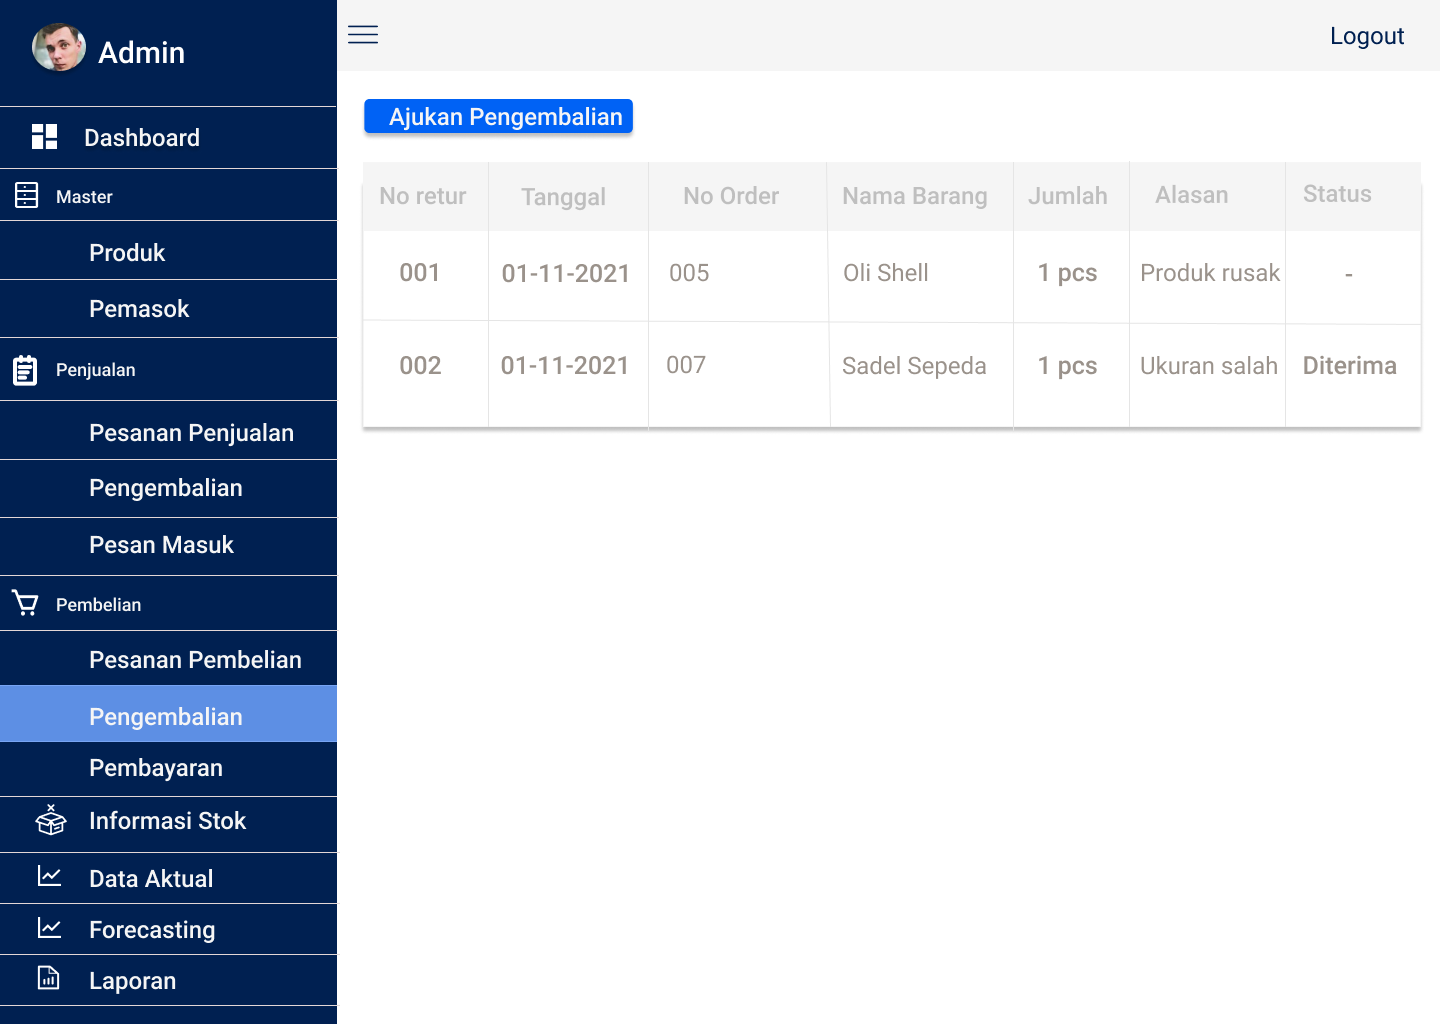 Admin
Dashboard
Master
Produk
Pemasok
Penjualan
Pesanan Penjualan
Pengembalian
Pesan Masuk
Pembelian
Pesanan Pembelian
Pengembalian
Pembayaran
Informasi Stok
Data Aktual
Forecasting
Laporan
Logout
Ajukan Pengembalian
No retur Tanggal No Order Nama Barang Jumlah Alasan Status
001 01-11-2021 005 Oli Shell 1 pcs Produk rusak -
002 01-11-2021 007 Sadel Sepeda 1 pcs Ukuran salah Diterima